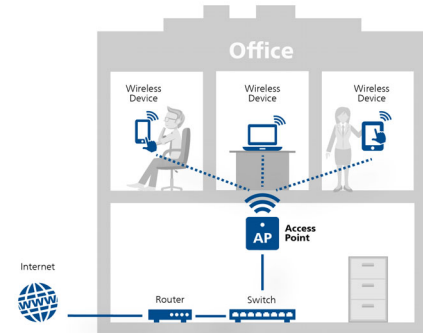 Office
Wireless
Device
Wireless
Device
Wireless
Device
AP
Access
Point
Internet
WWW
Router
Switch